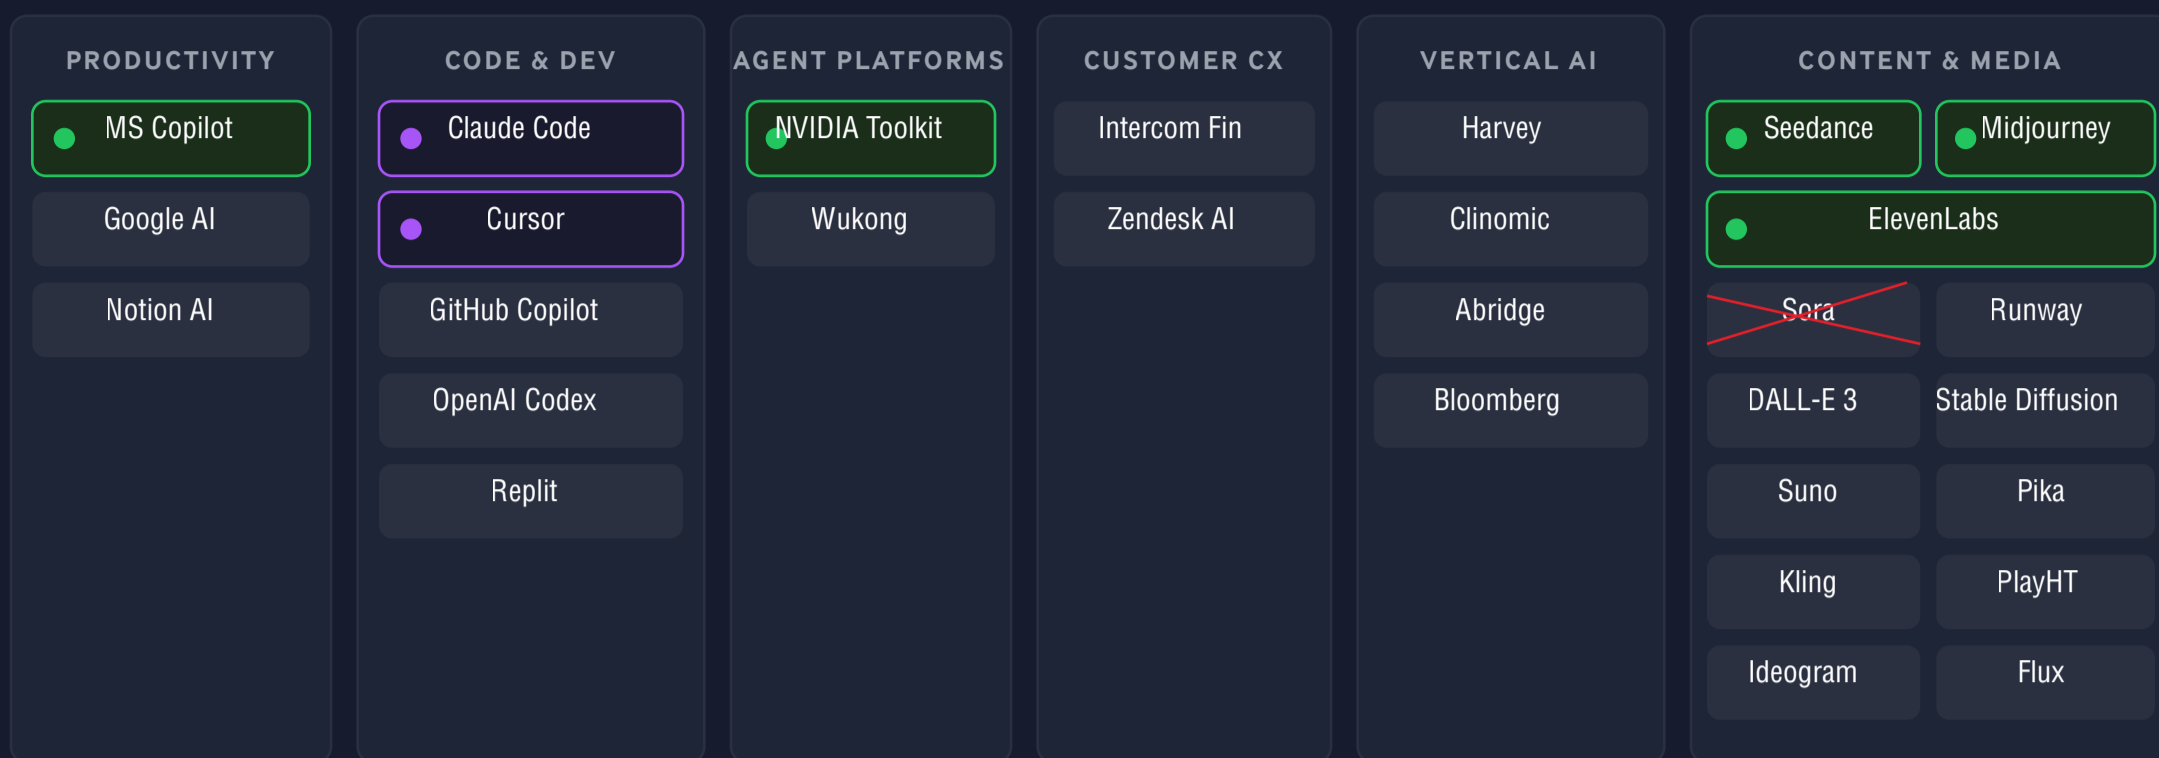 PRODUCTIVITY
MS Copilot
Google AI
Notion AI
CODE & DEV
Claude Code
Cursor
GitHub Copilot
OpenAI Codex
Replit
AGENT PLATFORMS
NVIDIA Toolkit
Wukong
CUSTOMER CX
Intercom Fin
Zendesk AI
VERTICAL AI
Harvey
Clinomic
Abridge
Bloomberg
CONTENT & MEDIA
Seedance
Midjourney
ElevenLabs
Sora
Runway
DALL-E 3
Stable Diffusion
Suno
Pika
Kling
PlayHT
Ideogram
Flux